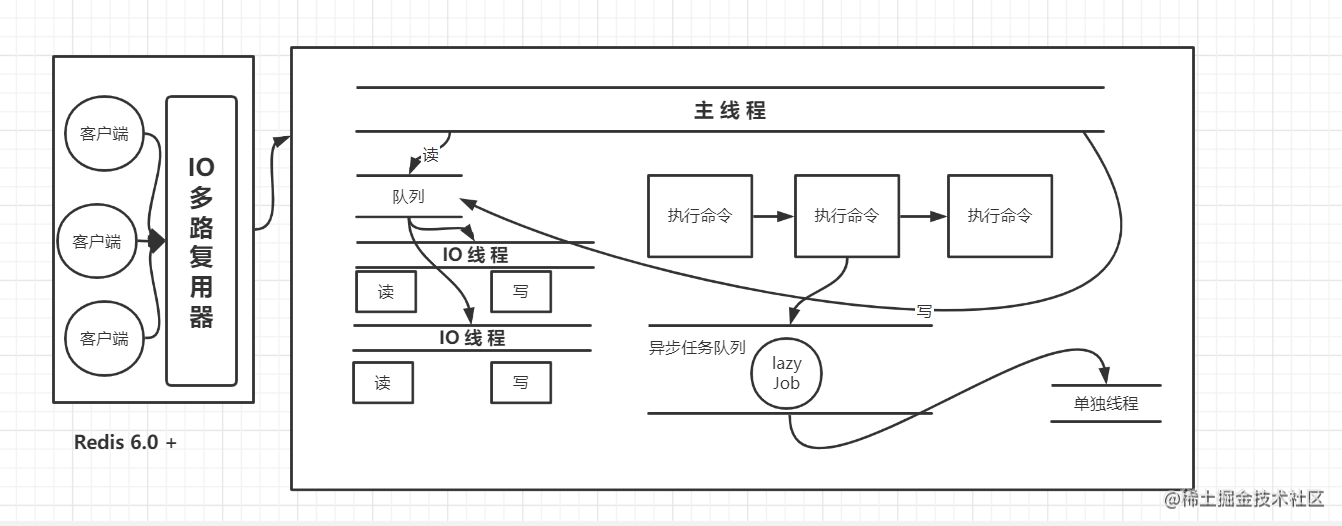 客户端
客户端
客户端
IO
多
路
复
用
器
Redis 6.0 +
主 线 程
读
队列
IO 线 程
读
写
IO 线 程
读
写
执行命令
执行命令
执行命令
写
异步任务队列
lazy
Job
单独线程
@稀土掘金技术社区